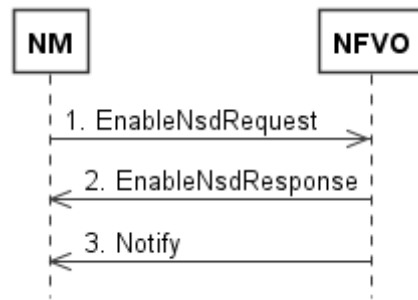 NM NFVO
1. EnableNsdRequest
2. EnableNsdResponse
3. Notify